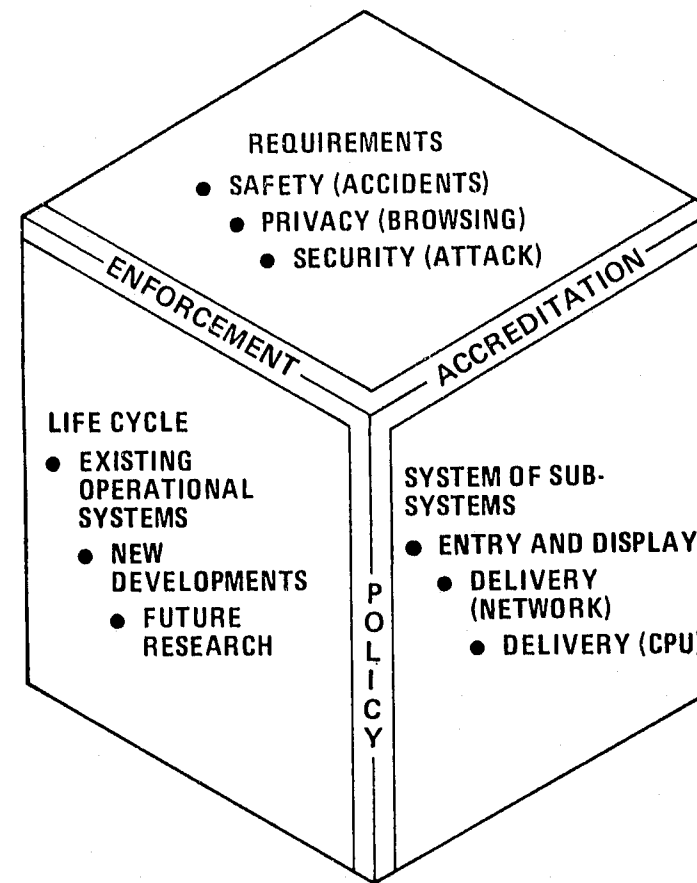 REQUIREMENTS
● SAFETY (ACCIDENTS)
● PRIVACY (BROWSING)
● SECURITY (ATTACK)
ENFORCEMENT
ACCREDITATION
LIFE CYCLE
● EXISTING
OPERATIONAL
SYSTEMS
● NEW
DEVELOPMENTS
● FUTURE
RESEARCH
POLICY
SYSTEM OF SUB-
SYSTEMS
● ENTRY AND DISPLAY
● DELIVERY
(NETWORK)
● DELIVERY (CPU)